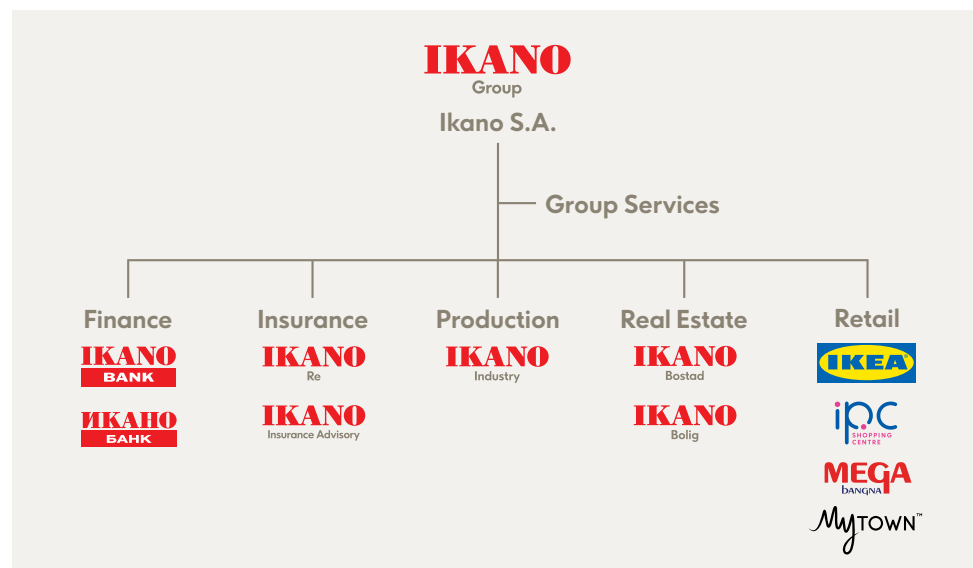 IKANO
Group
Ikano S.A.
Group Services
Finance
IKANO
BANK
ИКАНО
БАНК
Insurance
IKANO
Re
IKANO
Insurance Advisory
Production
IKANO
Industry
Real Estate
IKANO
Bostad
IKANO
Bolig
Retail
IKEA®
ipc
SHOPPING
CENTRE
MEGA
bangna
MyTOWN™